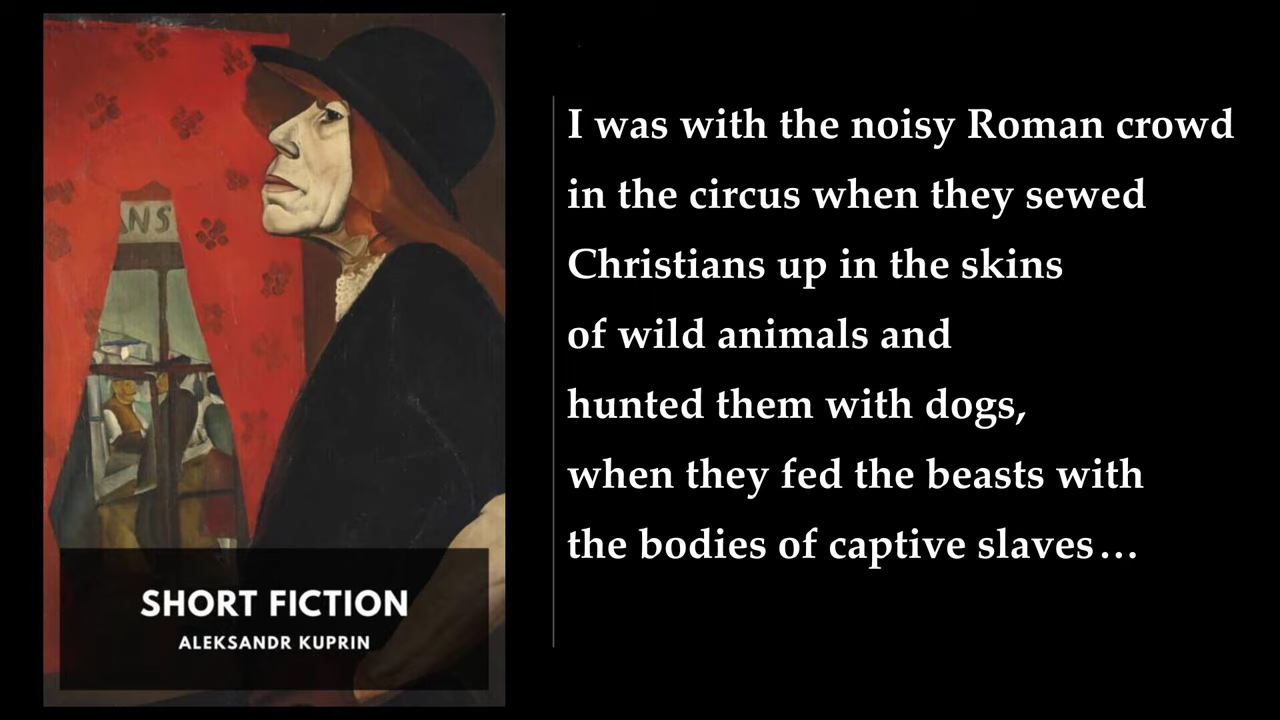 NS
SHORT FICTION
ALEKSANDR KUPRIN
I was with the noisy Roman crowd
in the circus when they sewed
Christians up in the skins
of wild animals and
hunted them with dogs,
when they fed the beasts with
the bodies of captive slaves…